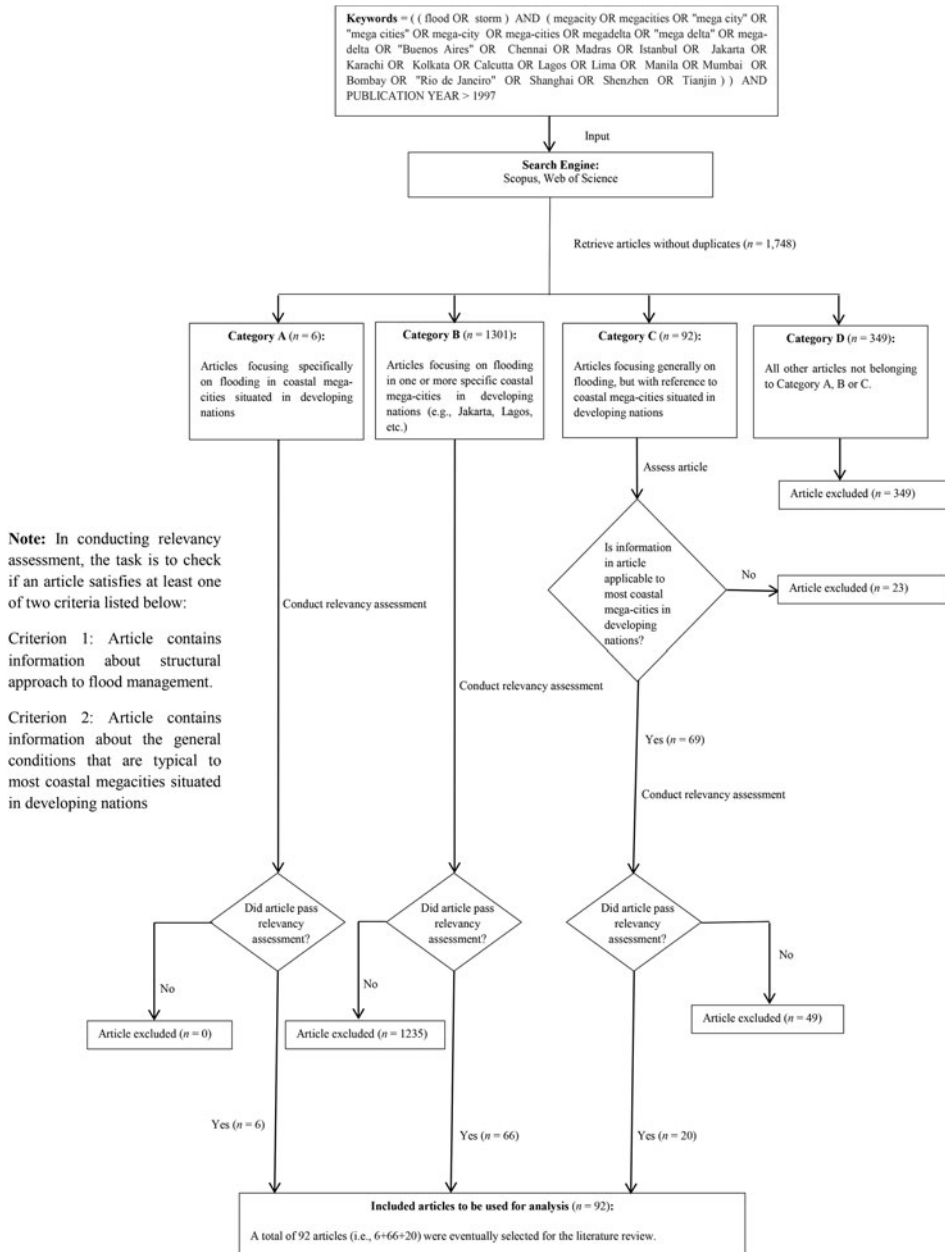 Keywords = ( ( flood OR storm ) AND ( megacity OR megacities OR "mega city" OR
"mega cities" OR mega-city OR mega-cities OR megadelta OR "mega delta" OR mega-
delta OR "Buenos Aires" OR Chennai OR Madras OR Istanbul OR Jakarta OR
Karachi OR Kolkata OR Calcutta OR Lagos OR Lima OR Manila OR Mumbai OR
Bombay OR "Rio de Janeiro" OR Shanghai OR Shenzhen OR Tianjin ) ) AND
PUBLICATION YEAR > 1997
Input
Search Engine:
Scopus, Web of Science
Retrieve articles without duplicates (n = 1,748)
Category A (n = 6):
Articles focusing specifically
on flooding in coastal mega-
cities situated in developing
nations
Category B (n = 1301):
Articles focusing on flooding
in one or more specific coastal
mega-cities in developing
nations (e.g., Jakarta, Lagos,
etc.)
Category C (n = 92):
Articles focusing generally on
flooding, but with reference to
coastal mega-cities situated in
developing nations
Category D (n = 349):
All other articles not belonging
to Category A, B or C.
Assess article
Article excluded (n = 349)
Note: In conducting relevancy
assessment, the task is to check
if an article satisfies at least one
of two criteria listed below:
Criterion 1: Article contains
information about structural
approach to flood management.
Criterion 2: Article contains
information about the general
conditions that are typical to
most coastal megacities situated
in developing nations
Is information
in article
applicable to
most coastal
mega-cities in
developing
nations?
No
Article excluded (n = 23)
Conduct relevancy assessment
Conduct relevancy assessment
Yes (n = 69)
Conduct relevancy assessment
Did article pass
relevancy
assessment?
Did article pass
relevancy
assessment?
Did article pass
relevancy
assessment?
No
No
No
Article excluded (n = 0)
Article excluded (n = 1235)
Article excluded (n = 49)
Yes (n = 6)
Yes (n = 66)
Yes (n = 20)
Included articles to be used for analysis (n = 92):
A total of 92 articles (i.e., 6+66+20) were eventually selected for the literature review.